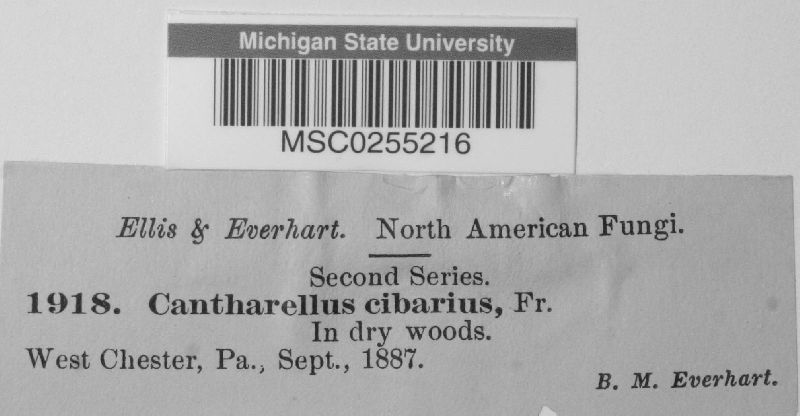 Michigan State University
MSC0255216
Ellis & Everhart. North American Fungi.
Second Series.
1918. Cantharellus cibarius, Fr.
In dry woods.
West Chester, Pa., Sept., 1887.
B. M. Everhart.